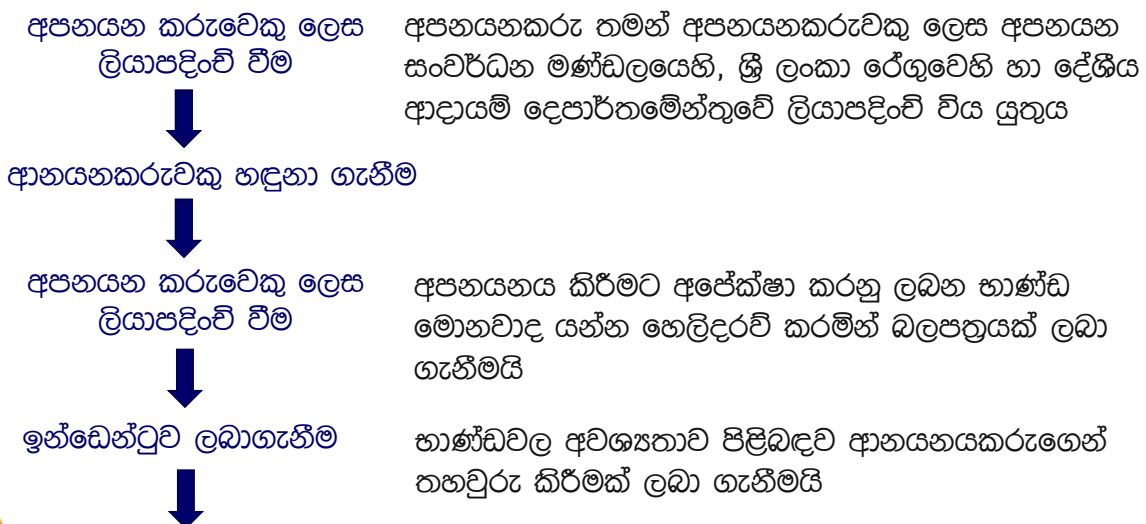 අපනයන කරුවෙකු ලෙස
ලියාපදිංචි වීම
අපනයනකරු තමන් අපනයනකරුවකු ලෙස අපනයන
සංවර්ධන මණ්ඩලයෙහි, ශ්‍රී ලංකා රේගුවෙහි හා දේශීය
ආදායම් දෙපාර්තමේන්තුවේ ලියාපදිංචි විය යුතුය
ආනයනකරුවකු හඳුනා ගැනීම
අපනයන කරුවෙකු ලෙස
ලියාපදිංචි වීම
අපනයනය කිරීමට අපේක්ෂා කරනු ලබන භාණ්ඩ
මොනවාද යන්න හෙලිදරව් කරමින් බලපත්‍රයක් ලබා
ගැනීමයි
ඉන්ඩෙන්ටුව ලබාගැනීම
භාණ්ඩවල අවශ්‍යතාව පිළිබඳව ආනයනයකරුගෙන්
තහවුරු කිරීමක් ලබා ගැනීමයි